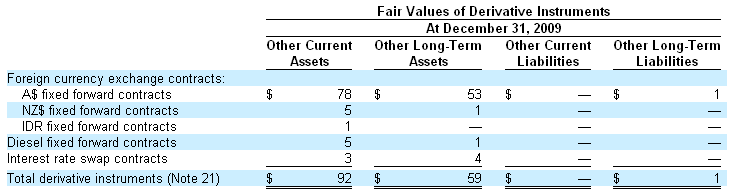 Fair Values of Derivative Instruments
At December 31, 2009
Other Current Assets Other Long-Term Assets Other Current Liabilities Other Long-Term Liabilities
Foreign currency exchange contracts:
A$ fixed forward contracts $ 78 $ 53 $ — $ 1
NZ$ fixed forward contracts 5 1 — —
IDR fixed forward contracts 1 — — —
Diesel fixed forward contracts 5 1 — —
Interest rate swap contracts 3 4 — —
Total derivative instruments (Note 21) $ 92 $ 59 $ — $ 1